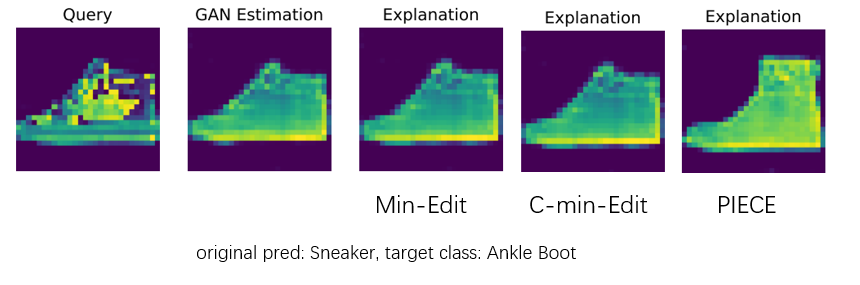 Query GAN Estimation Explanation Explanation Explanation
Min-Edit C-min-Edit PIECE
original pred: Sneaker, target class: Ankle Boot